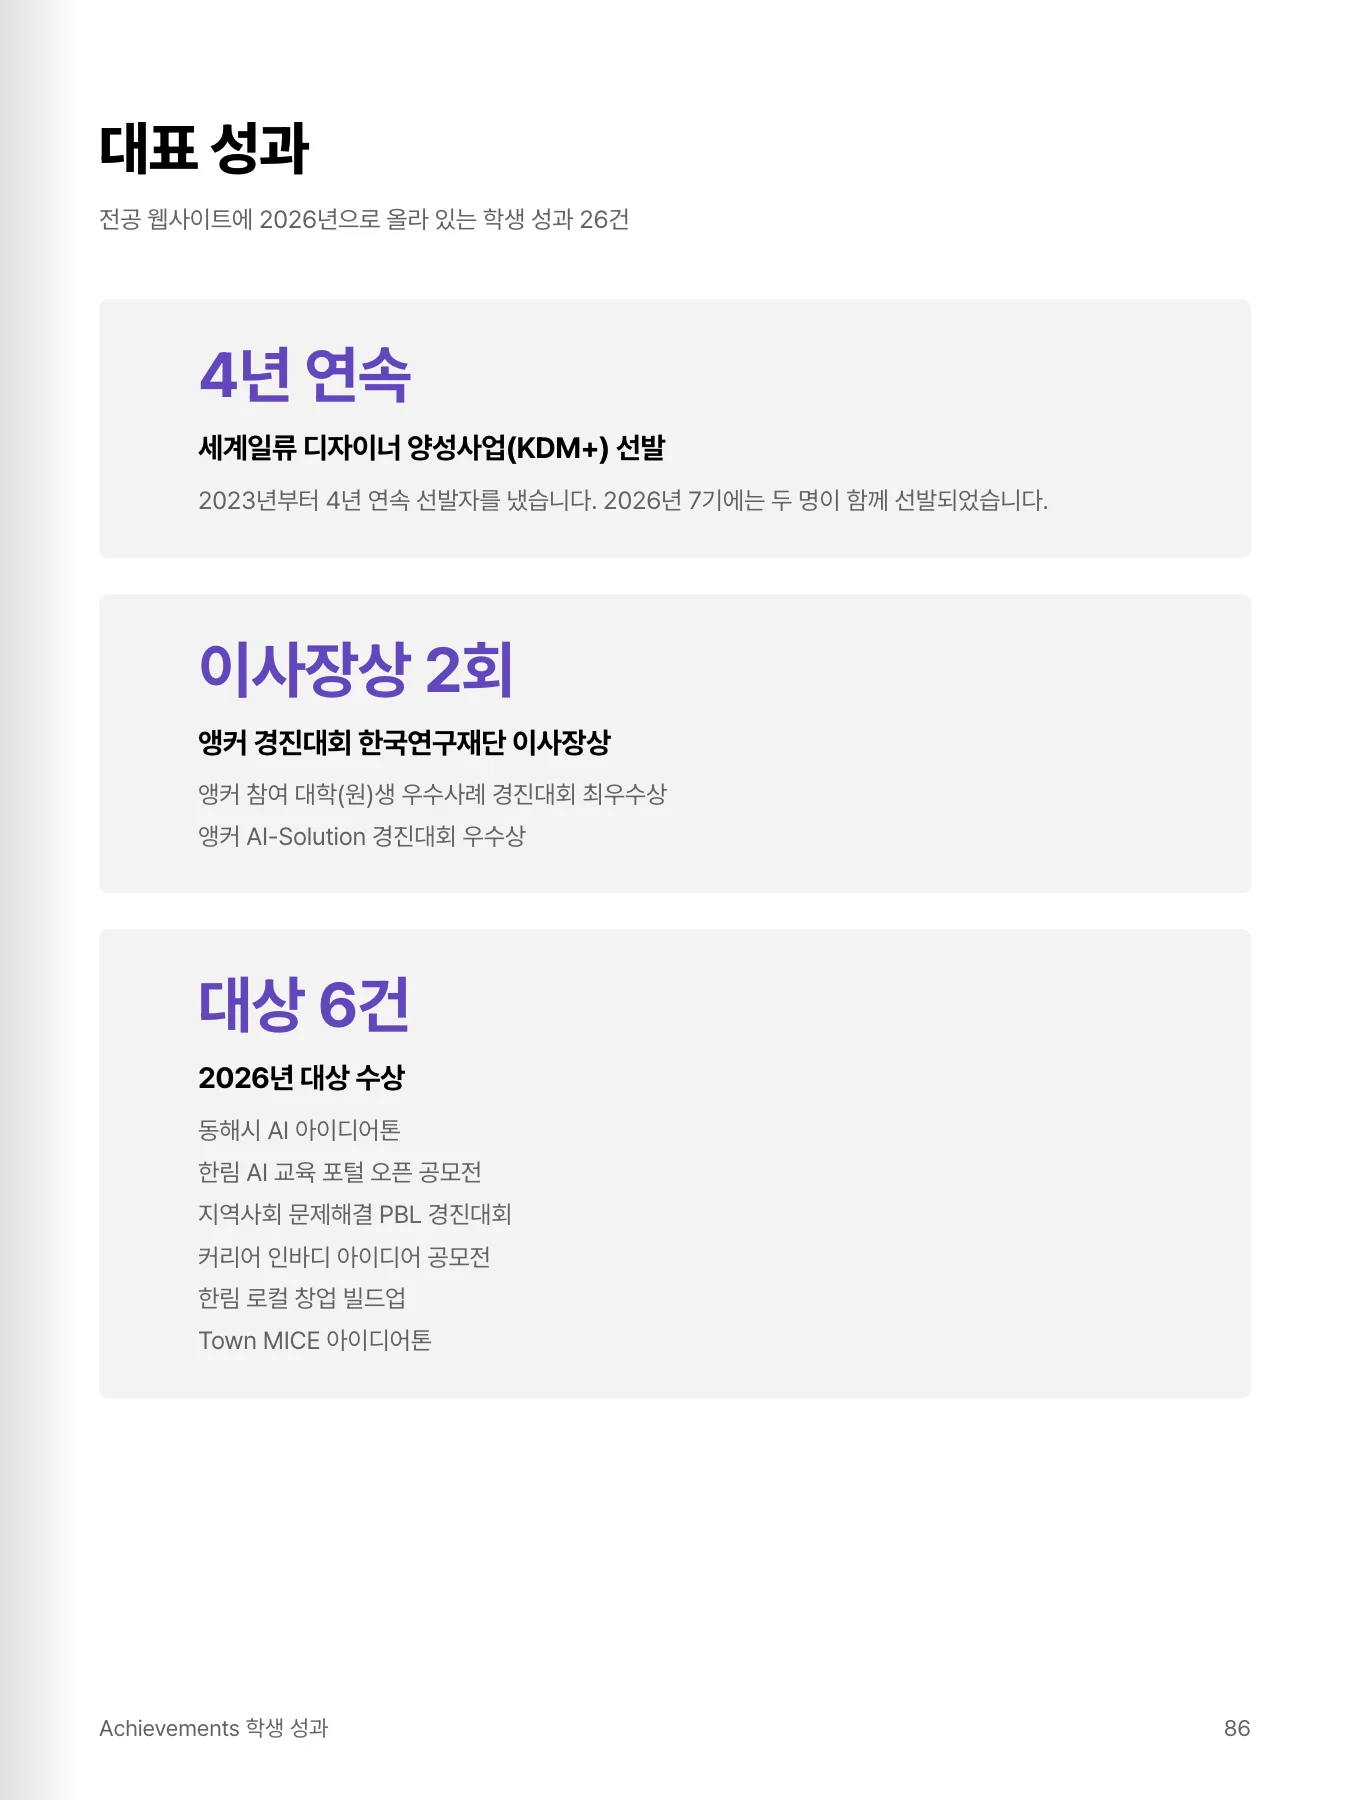 대표 성과
전공 웹사이트에 2026년으로 올라 있는 학생 성과 26건
4년 연속
세계일류 디자이너 양성사업(KDM+) 선발
2023년부터 4년 연속 선발자를 냈습니다. 2026년 7기에는 두 명이 함께 선발되었습니다.
이사장상 2회
앵커 경진대회 한국연구재단 이사장상
앵커 참여 대학(원)생 우수사례 경진대회 최우수상
앵커 AI-Solution 경진대회 우수상
대상 6건
2026년 대상 수상
동해시 AI 아이디어톤
한림 AI 교육 포털 오픈 공모전
지역사회 문제해결 PBL 경진대회
커리어 인바디 아이디어 공모전
한림 로컬 창업 빌드업
Town MICE 아이디어톤
Achievements 학생 성과
86